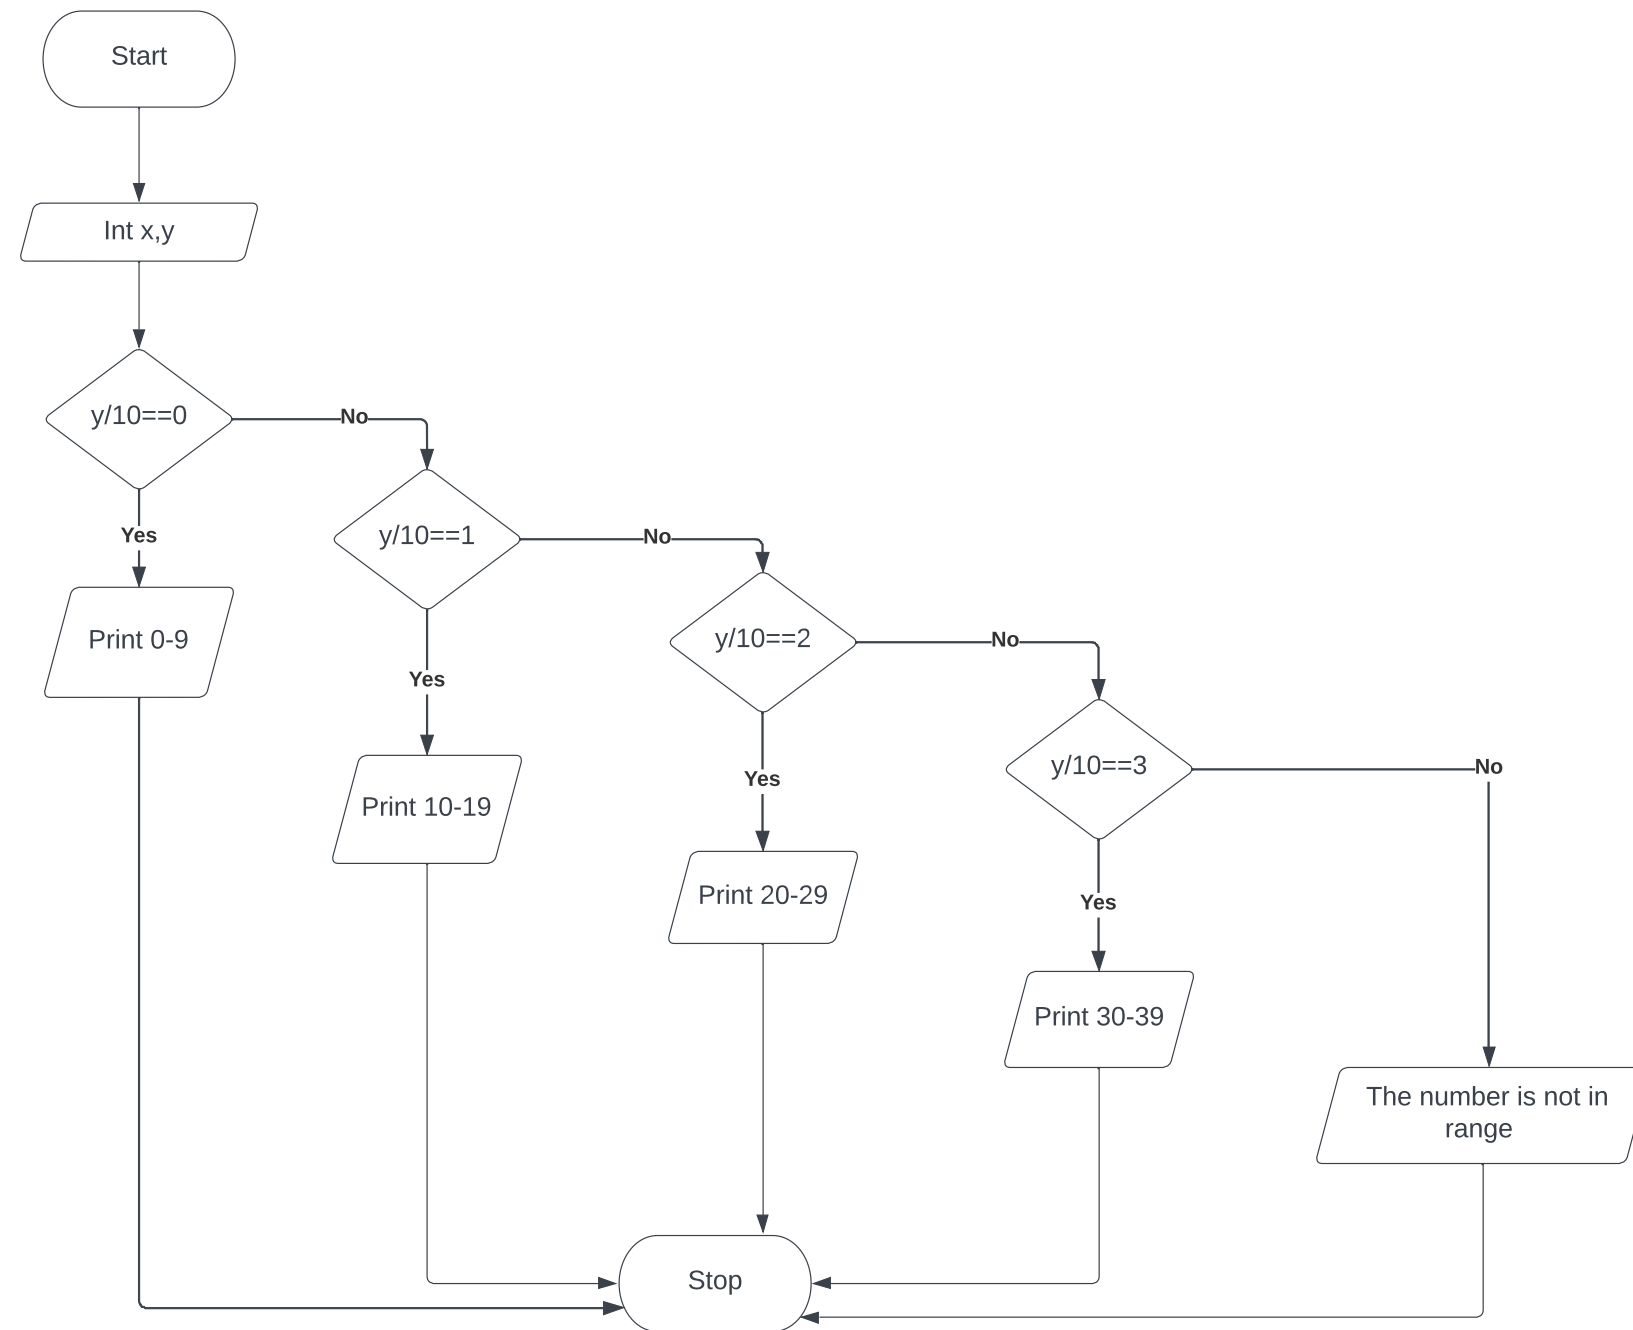 Start
Int x,y
y/10==0
No
Yes
Print 0-9
y/10==1
No
Yes
Print 10-19
y/10==2
No
Yes
Print 20-29
y/10==3
No
Yes
Print 30-39
The number is not in
range
Stop